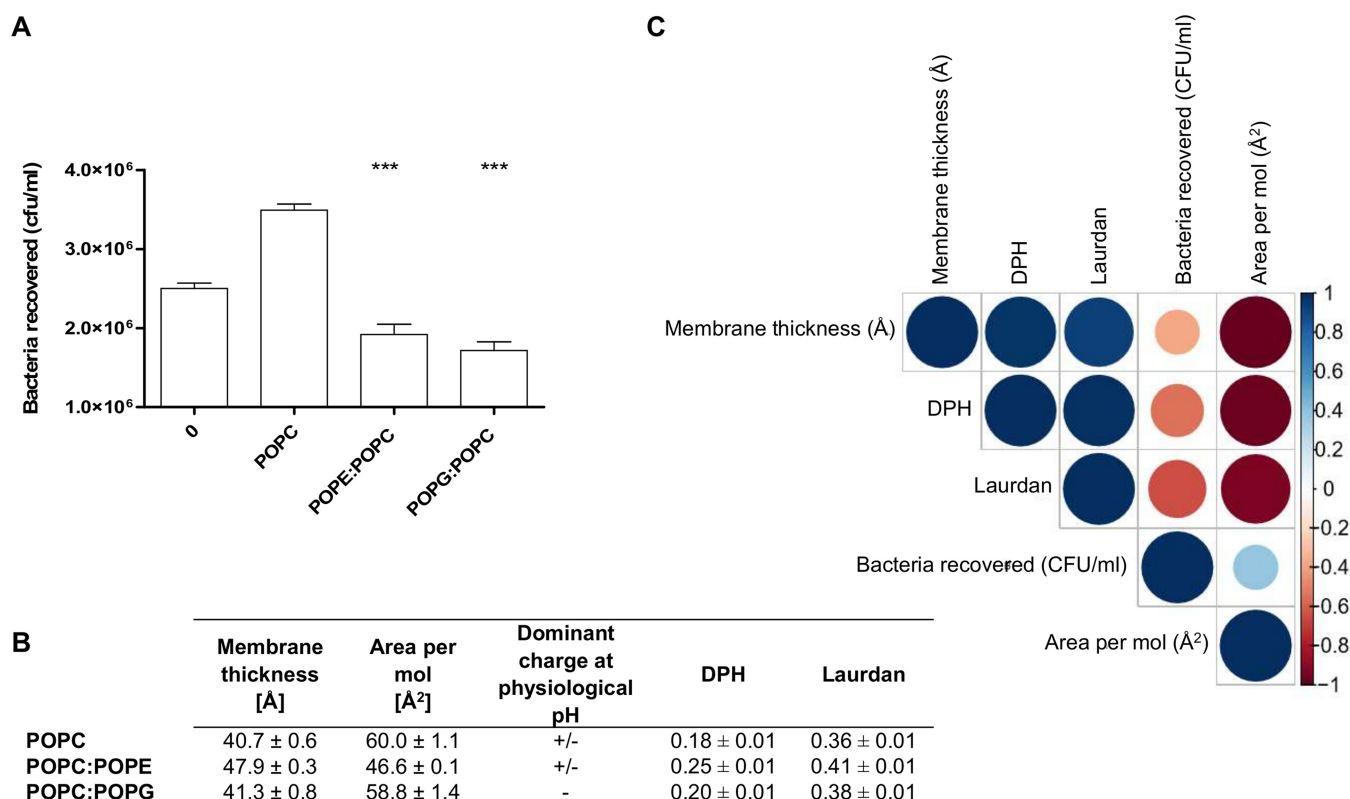 A
Bacteria recovered (cfu/ml)
4.0×10⁶
3.0×10⁶
2.0×10⁶
1.0×10⁶
*** ***
0 POPC POPE:POPC POPG:POPC
C
Membrane thickness (Å)
DPH
Laurdan
Bacteria recovered (CFU/ml)
Area per mol (Å²)
Membrane thickness (Å)
DPH
Laurdan
Bacteria recovered (CFU/ml)
Area per mol (Å²)
1
0.8
0.6
0.4
0.2
0
-0.2
-0.4
-0.6
-0.8
-1
B
Membrane thickness [Å] Area per mol [Å²] Dominant charge at physiological pH DPH Laurdan
POPC 40.7 ± 0.6 60.0 ± 1.1 +/- 0.18 ± 0.01 0.36 ± 0.01
POPC:POPE 47.9 ± 0.3 46.6 ± 0.1 +/- 0.25 ± 0.01 0.41 ± 0.01
POPC:POPG 41.3 ± 0.8 58.8 ± 1.4 - 0.20 ± 0.01 0.38 ± 0.01